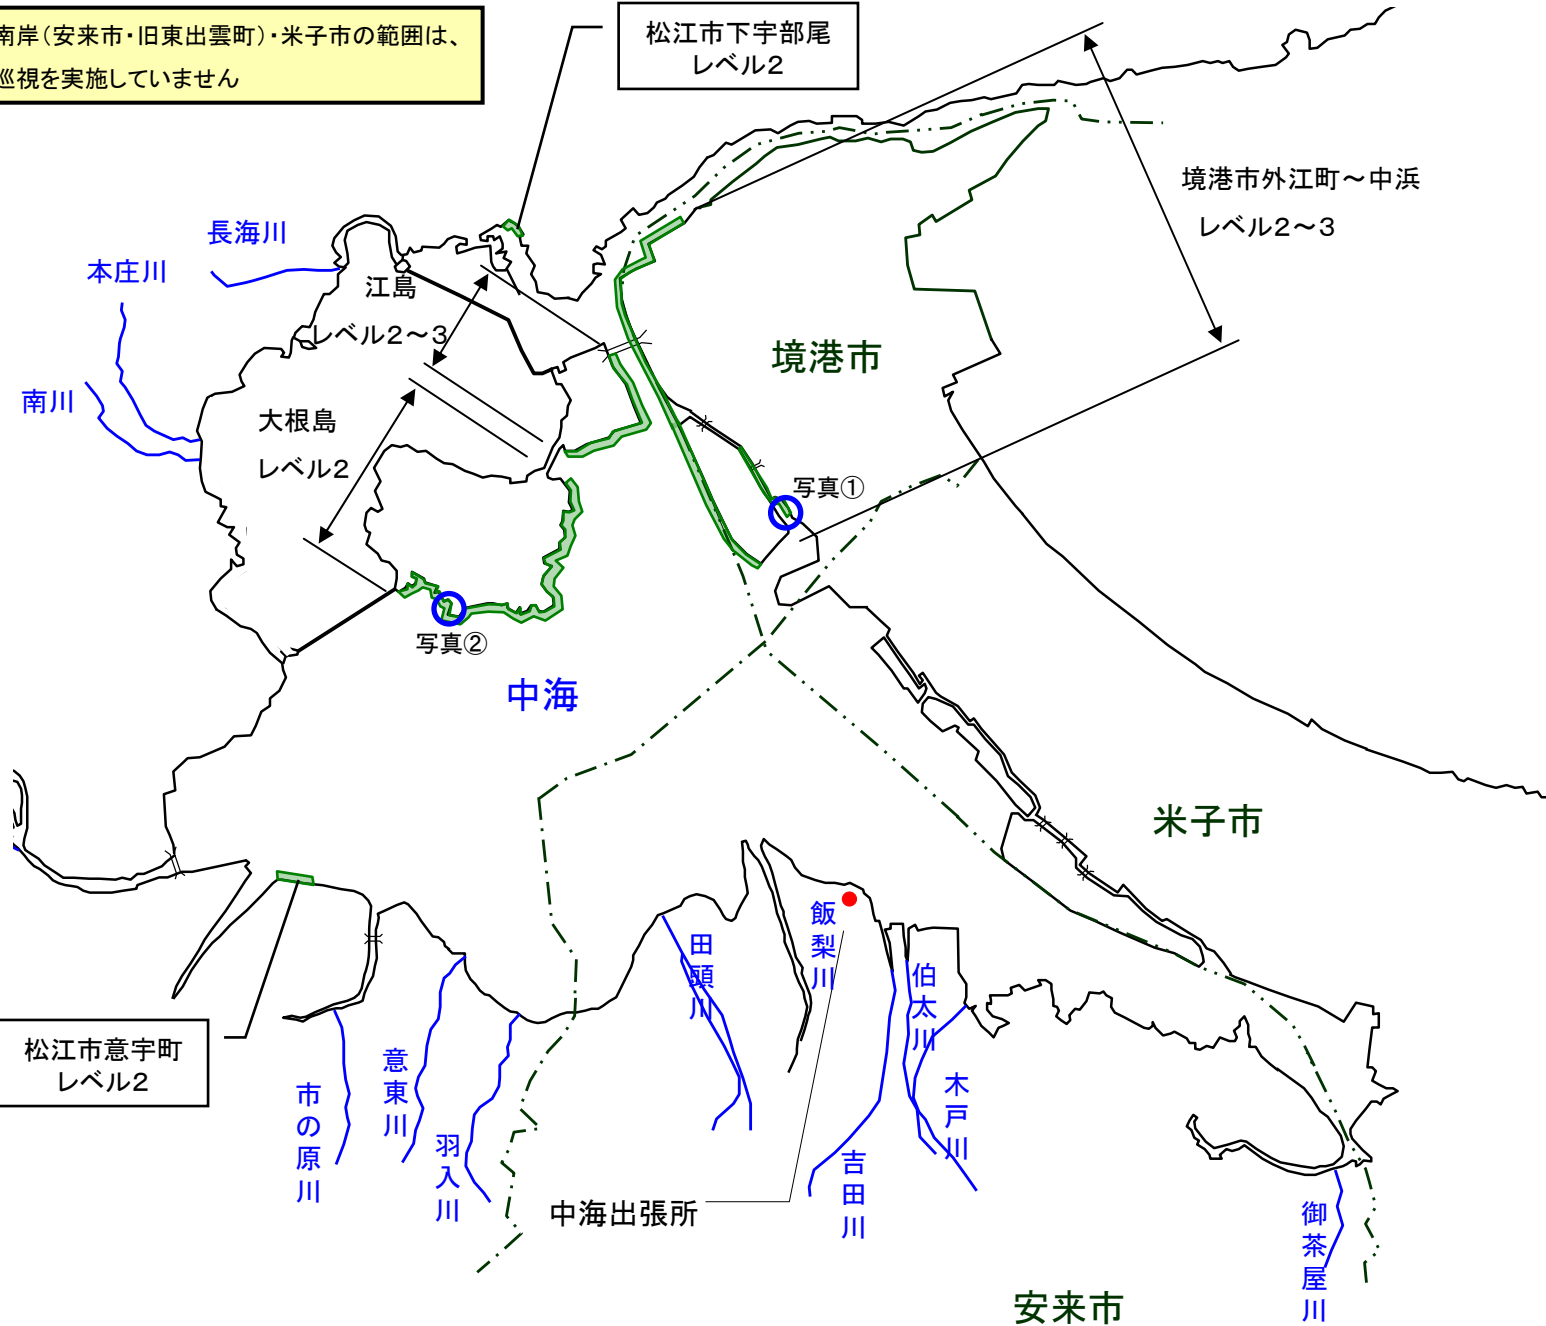 南岸(安来市・旧東出雲町)・米子市の範囲は、
巡視を実施していません
松江市下宇部尾
レベル2
境港市外江町～中浜
レベル2～3
長海川
本庄川
江島
レベル2～3
境港市
南川
大根島
レベル2
写真①
写真②
中海
米子市
飯梨川
田頭川
伯太川
松江市意宇町
レベル2
意東川
木戸川
市の原川
羽入川
吉田川
中海出張所
御茶屋川
安来市